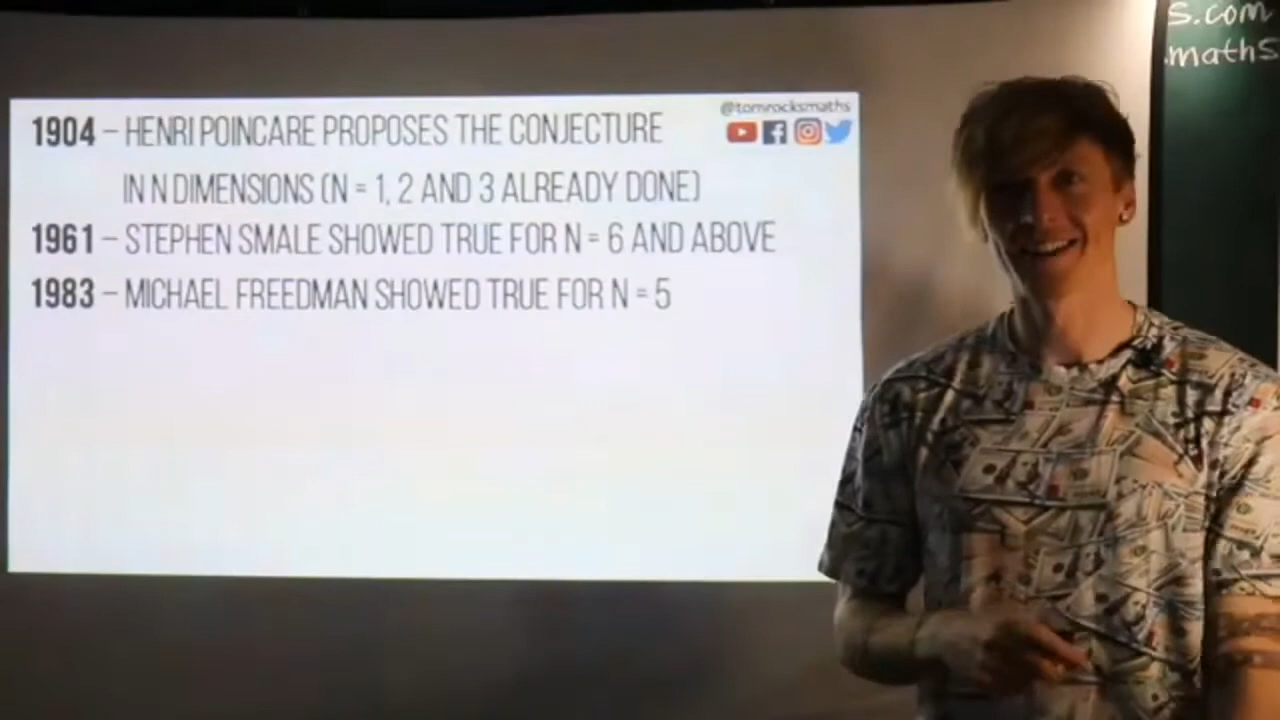 @tomrocksmaths
1904 – HENRI POINCARE PROPOSES THE CONJECTURE
IN N DIMENSIONS (N = 1, 2 AND 3 ALREADY DONE)
1961 – STEPHEN SMALE SHOWED TRUE FOR N = 6 AND ABOVE
1983 – MICHAEL FREEDMAN SHOWED TRUE FOR N = 5
s.com
.maths